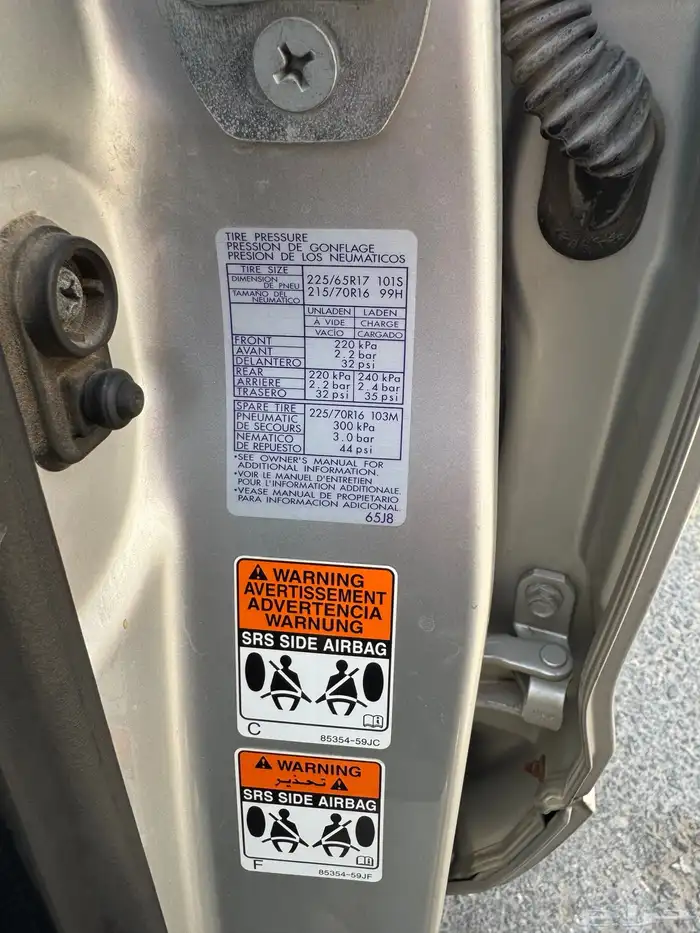 TIRE PRESSURE
PRESSION DE GONFLAGE
PRESION DE LOS NEUMATICOS
TIRE SIZE
DIMENSION DE PNEU
TAMAÑO DEL NEUMATICO
225/65R17 101S
215/70R16 99H
UNLADEN LADEN
À VIDE CHARGE
VACÍO CARGADO
FRONT
AVANT
DELANTERO
220 kPa
2.2 bar
32 psi
REAR
ARRIÈRE
TRASERO
220 kPa 240 kPa
2.2 bar 2.4 bar
32 psi 35 psi
SPARE TIRE
PNEUMATIC DE SECOURS
NEMATICO DE REPUESTO
225/70R16 103M
300 kPa
3.0 bar
44 psi
•SEE OWNER'S MANUAL FOR
ADDITIONAL INFORMATION.
•VOIR LE MANUEL D'ENTRETIEN
POUR L'INFORMATION ADDITIONALE.
•VEASE MANUAL DE PROPIETARIO
PARA INFORMACION ADICIONAL.
65J8
WARNING
AVERTISSEMENT
ADVERTENCIA
WARNUNG
SRS SIDE AIRBAG
C
85354-59JC
WARNING
تحذير
SRS SIDE AIRBAG
F
85354-59JF